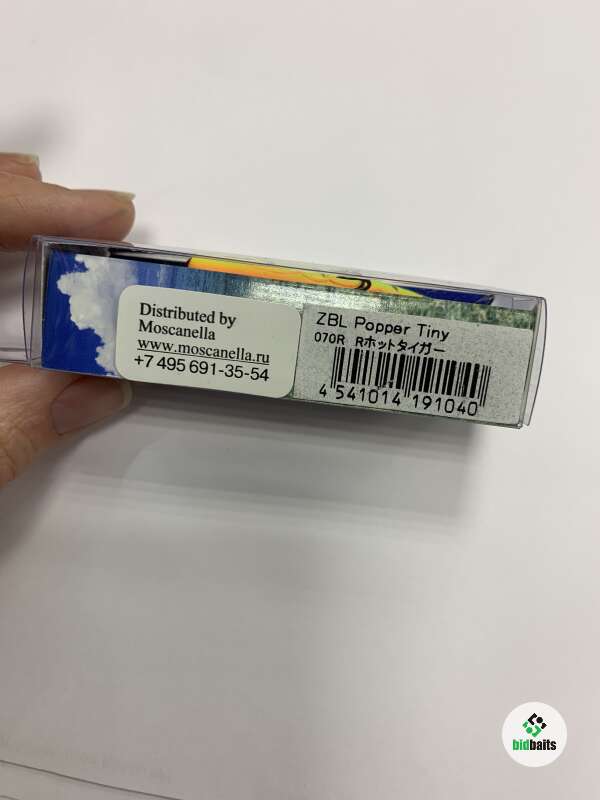 Distributed by
Moscanella
www.moscanella.ru
+7 495 691-35-54
ZBL Popper Tiny
070R Rホットタイガー
4 541014 191040
bidbaits